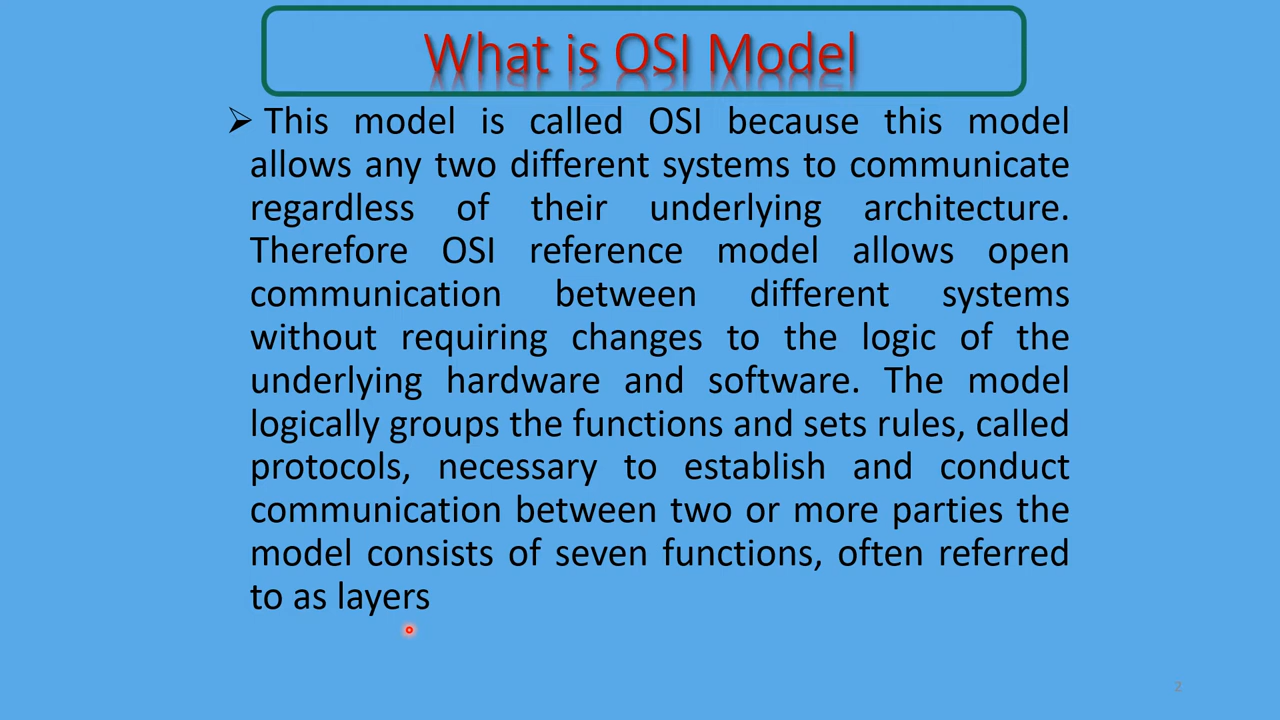 What is OSI Model
➢ This model is called OSI because this model
allows any two different systems to communicate
regardless of their underlying architecture.
Therefore OSI reference model allows open
communication between different systems
without requiring changes to the logic of the
underlying hardware and software. The model
logically groups the functions and sets rules, called
protocols, necessary to establish and conduct
communication between two or more parties the
model consists of seven functions, often referred
to as layers
2